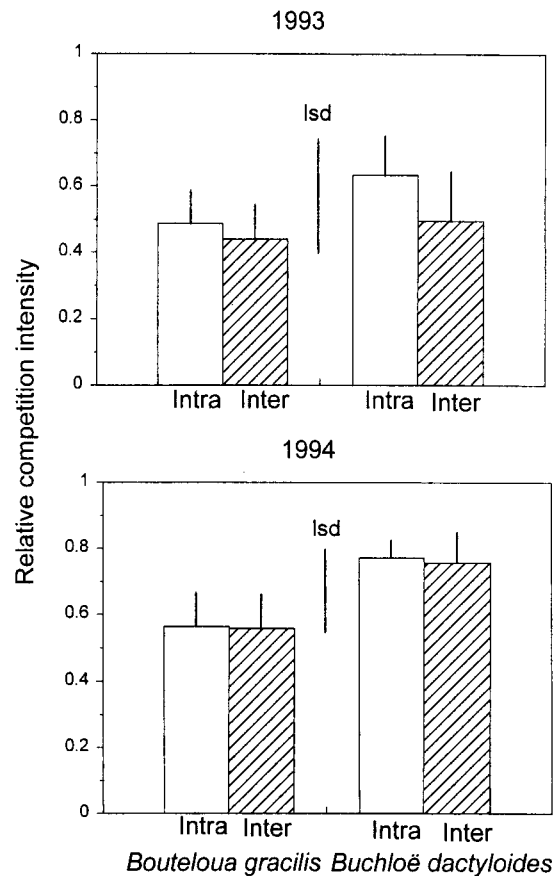 1993
1
0.8
0.6
0.4
0.2
0
lsd
Intra Inter Intra Inter
Relative competition intensity
1994
1
0.8
0.6
0.4
0.2
0
lsd
Intra Inter Intra Inter
Bouteloua gracilis Buchloë dactyloides